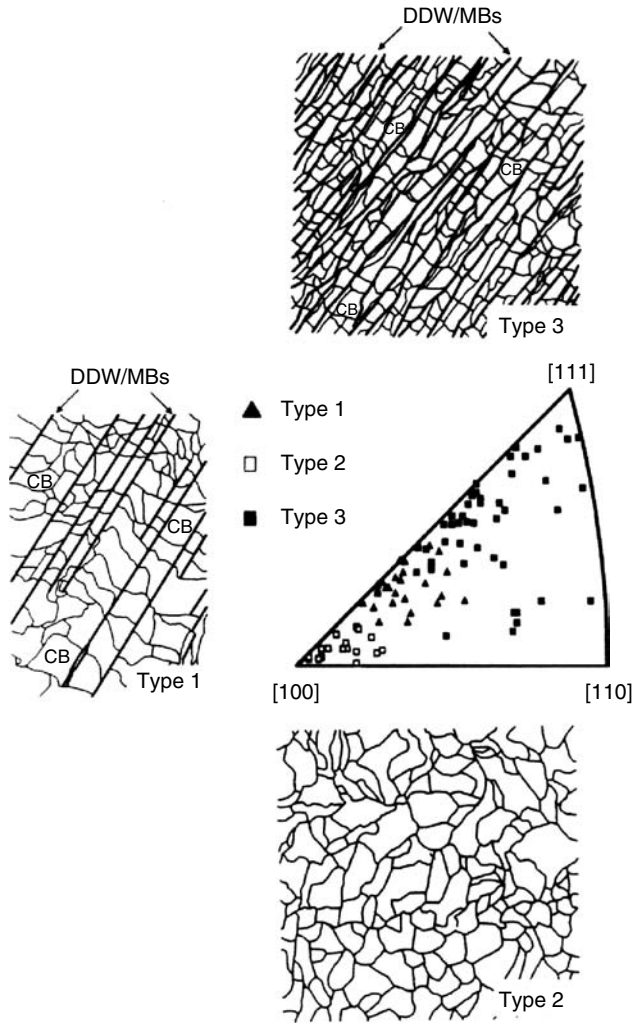 DDW/MBs
CB
CB
CB
Type 3
DDW/MBs
CB
CB
CB
Type 1
Type 1
Type 2
Type 3
[111]
[100]
[110]
Type 2